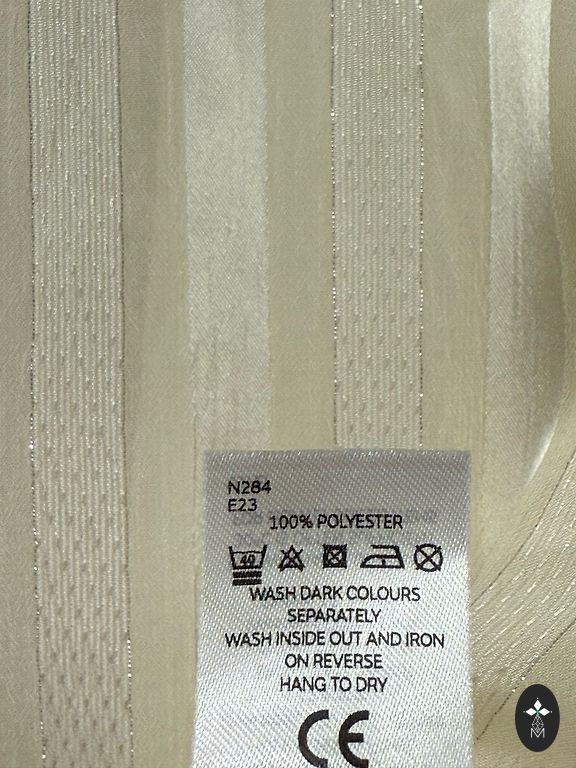 N284
E23
100% POLYESTER
40
WASH DARK COLOURS
SEPARATELY
WASH INSIDE OUT AND IRON
ON REVERSE
HANG TO DRY
CE
M